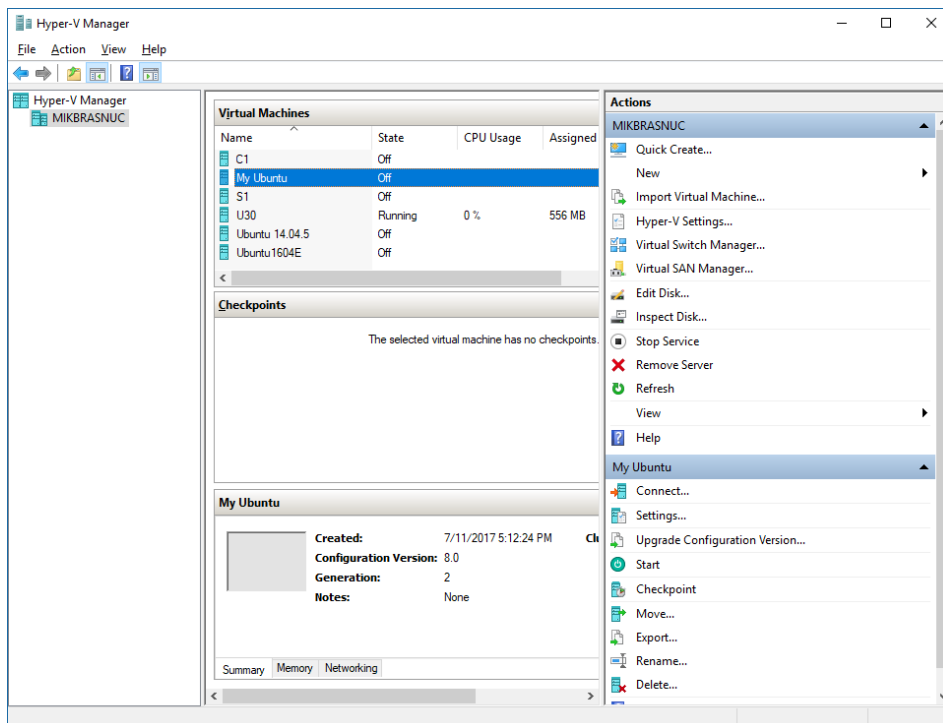 Hyper-V Manager
File Action View Help
Hyper-V Manager
MIKBRASNUC
Virtual Machines
Name State CPU Usage Assigned
C1 Off
My Ubuntu Off
S1 Off
U30 Running 0 % 556 MB
Ubuntu 14.04.5 Off
Ubuntu1604E Off
Checkpoints
The selected virtual machine has no checkpoints.
My Ubuntu
Created: 7/11/2017 5:12:24 PM Clu
Configuration Version: 8.0
Generation: 2
Notes: None
Summary Memory Networking
Actions
MIKBRASNUC
Quick Create...
New
Import Virtual Machine...
Hyper-V Settings...
Virtual Switch Manager...
Virtual SAN Manager...
Edit Disk...
Inspect Disk...
Stop Service
Remove Server
Refresh
View
Help
My Ubuntu
Connect...
Settings...
Upgrade Configuration Version...
Start
Checkpoint
Move...
Export...
Rename...
Delete...